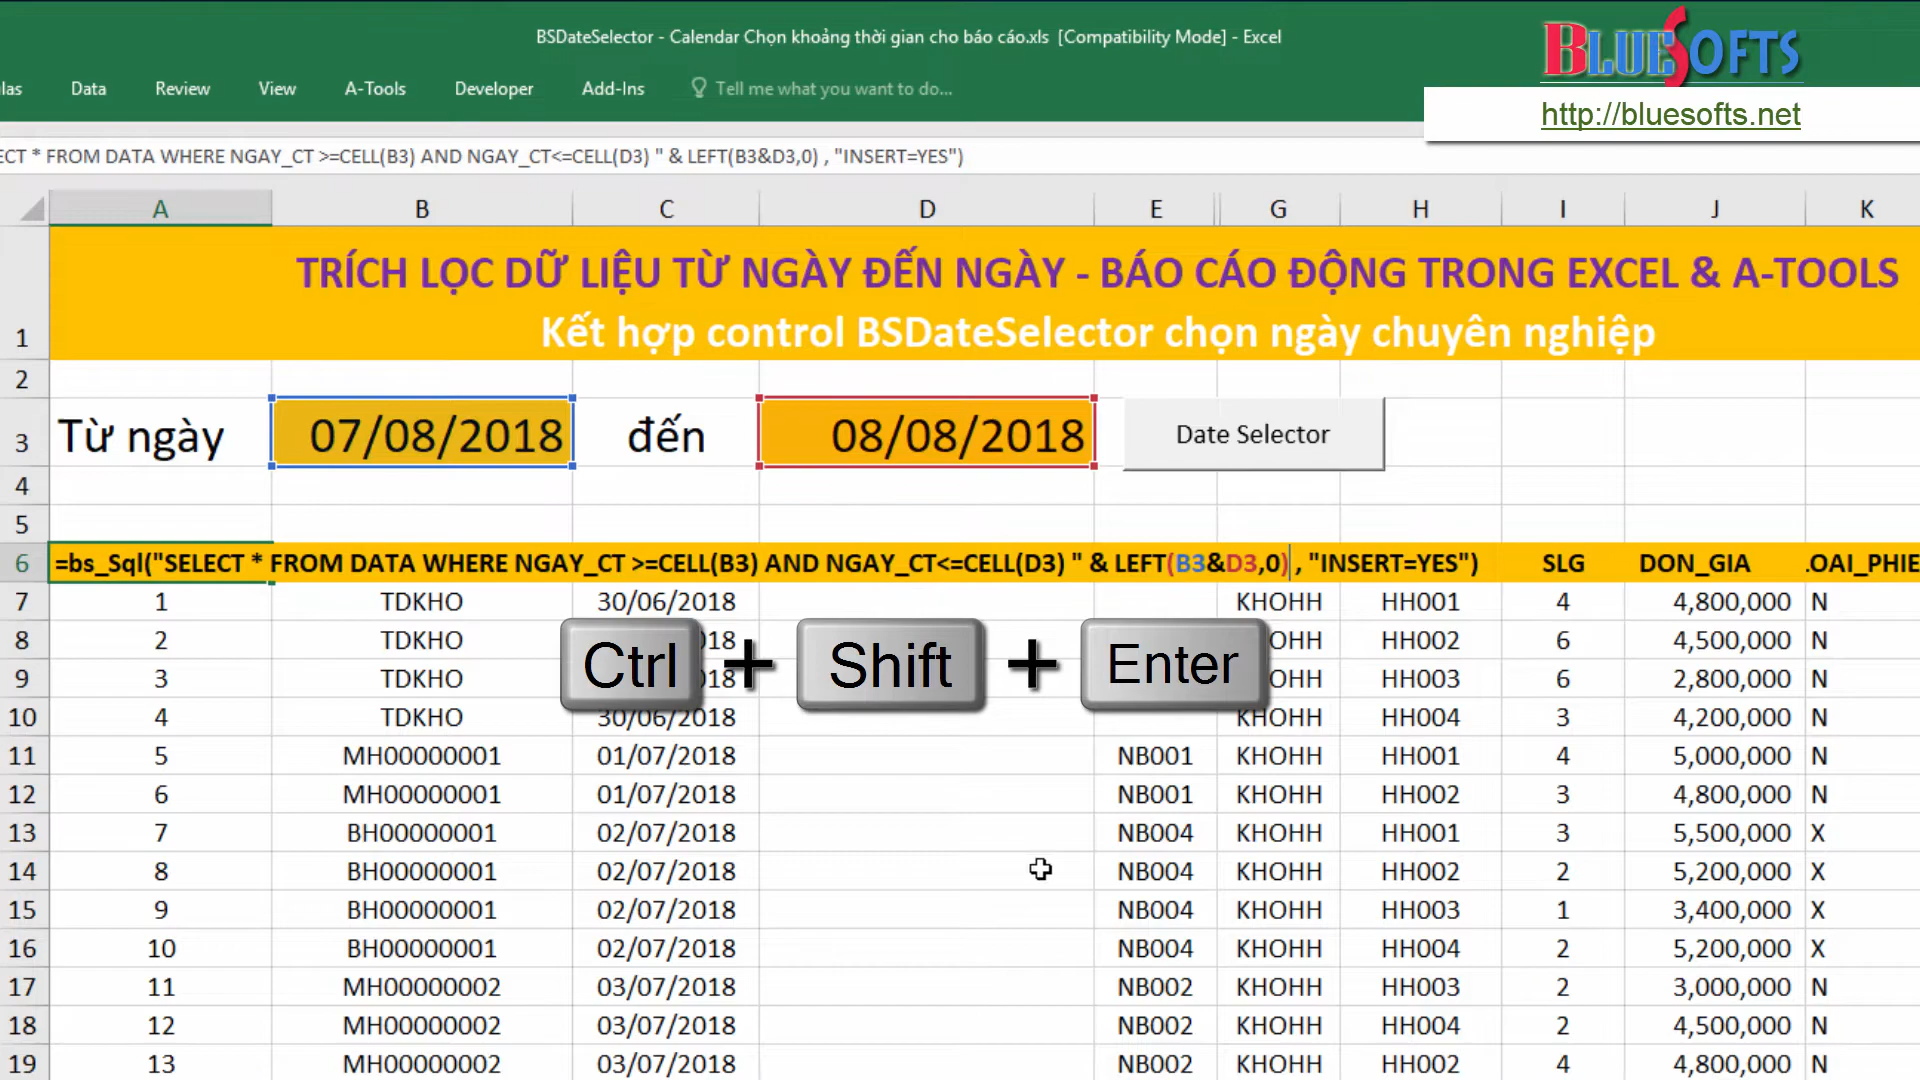 BSDateSelector - Calendar Chọn khoảng thời gian cho báo cáo.xls [Compatibility Mode] - Excel
BLUESOFTS
http://bluesofts.net
las Data Review View A-Tools Developer Add-Ins Tell me what you want to do...
ECT * FROM DATA WHERE NGAY_CT >=CELL(B3) AND NGAY_CT<=CELL(D3) " & LEFT(B3&D3,0) , "INSERT=YES")
A B C D E G H I J K
TRÍCH LỌC DỮ LIỆU TỪ NGÀY ĐẾN NGÀY - BÁO CÁO ĐỘNG TRONG EXCEL & A-TOOLS
1 Kết hợp control BSDateSelector chọn ngày chuyên nghiệp
2
3 Từ ngày 07/08/2018 đến 08/08/2018 Date Selector
4
5
6 =bs_Sql("SELECT * FROM DATA WHERE NGAY_CT >=CELL(B3) AND NGAY_CT<=CELL(D3) " & LEFT(B3&D3,0) , "INSERT=YES") SLG DON_GIA .OAI_PHIE
7 1 TDKHO 30/06/2018 KHOHH HH001 4 4,800,000 N
8 2 TDKHO 018 OHH HH002 6 4,500,000 N
Ctrl + Shift + Enter
9 3 TDKHO 018 OHH HH003 6 2,800,000 N
10 4 TDKHO 30/06/2018 KHOHH HH004 3 4,200,000 N
11 5 MH00000001 01/07/2018 NB001 KHOHH HH001 4 5,000,000 N
12 6 MH00000001 01/07/2018 NB001 KHOHH HH002 3 4,800,000 N
13 7 BH00000001 02/07/2018 NB004 KHOHH HH001 3 5,500,000 X
14 8 BH00000001 02/07/2018 NB004 KHOHH HH002 2 5,200,000 X
15 9 BH00000001 02/07/2018 NB004 KHOHH HH003 1 3,400,000 X
16 10 BH00000001 02/07/2018 NB004 KHOHH HH004 2 5,200,000 X
17 11 MH00000002 03/07/2018 NB002 KHOHH HH003 2 3,000,000 N
18 12 MH00000002 03/07/2018 NB002 KHOHH HH004 2 4,500,000 N
19 13 MH00000002 03/07/2018 NB002 KHOHH HH002 4 4,800,000 N